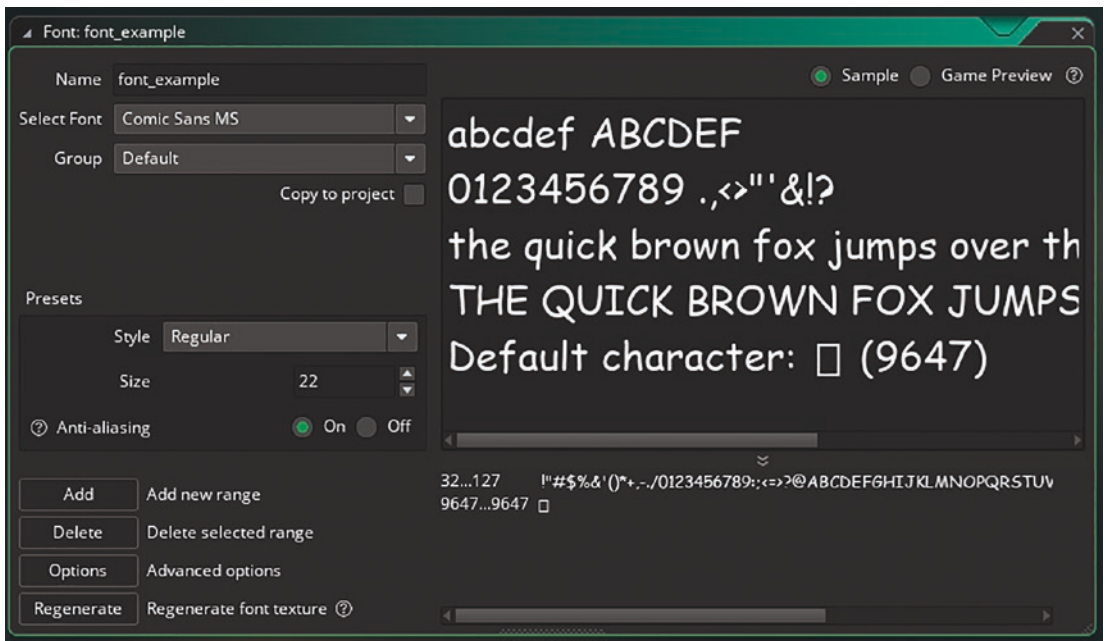 Font: font_example
Name font_example
Select Font Comic Sans MS
Group Default
Copy to project
Presets
Style Regular
Size 22
Anti-aliasing On Off
Add Add new range
Delete Delete selected range
Options Advanced options
Regenerate Regenerate font texture
Sample Game Preview
abcdef ABCDEF
0123456789 .,<>"'&!?
the quick brown fox jumps over th
THE QUICK BROWN FOX JUMPS
Default character: ▯ (9647)
32...127 !"#$%&'()*+,-./0123456789:;<=>?@ABCDEFGHIJKLMNOPQRSTUV
9647...9647 ▯